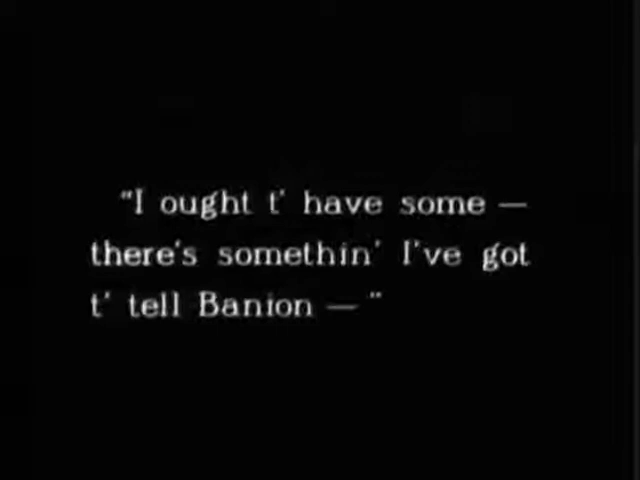 "I ought t' have some —
there's somethin' I've got
t' tell Banion — "